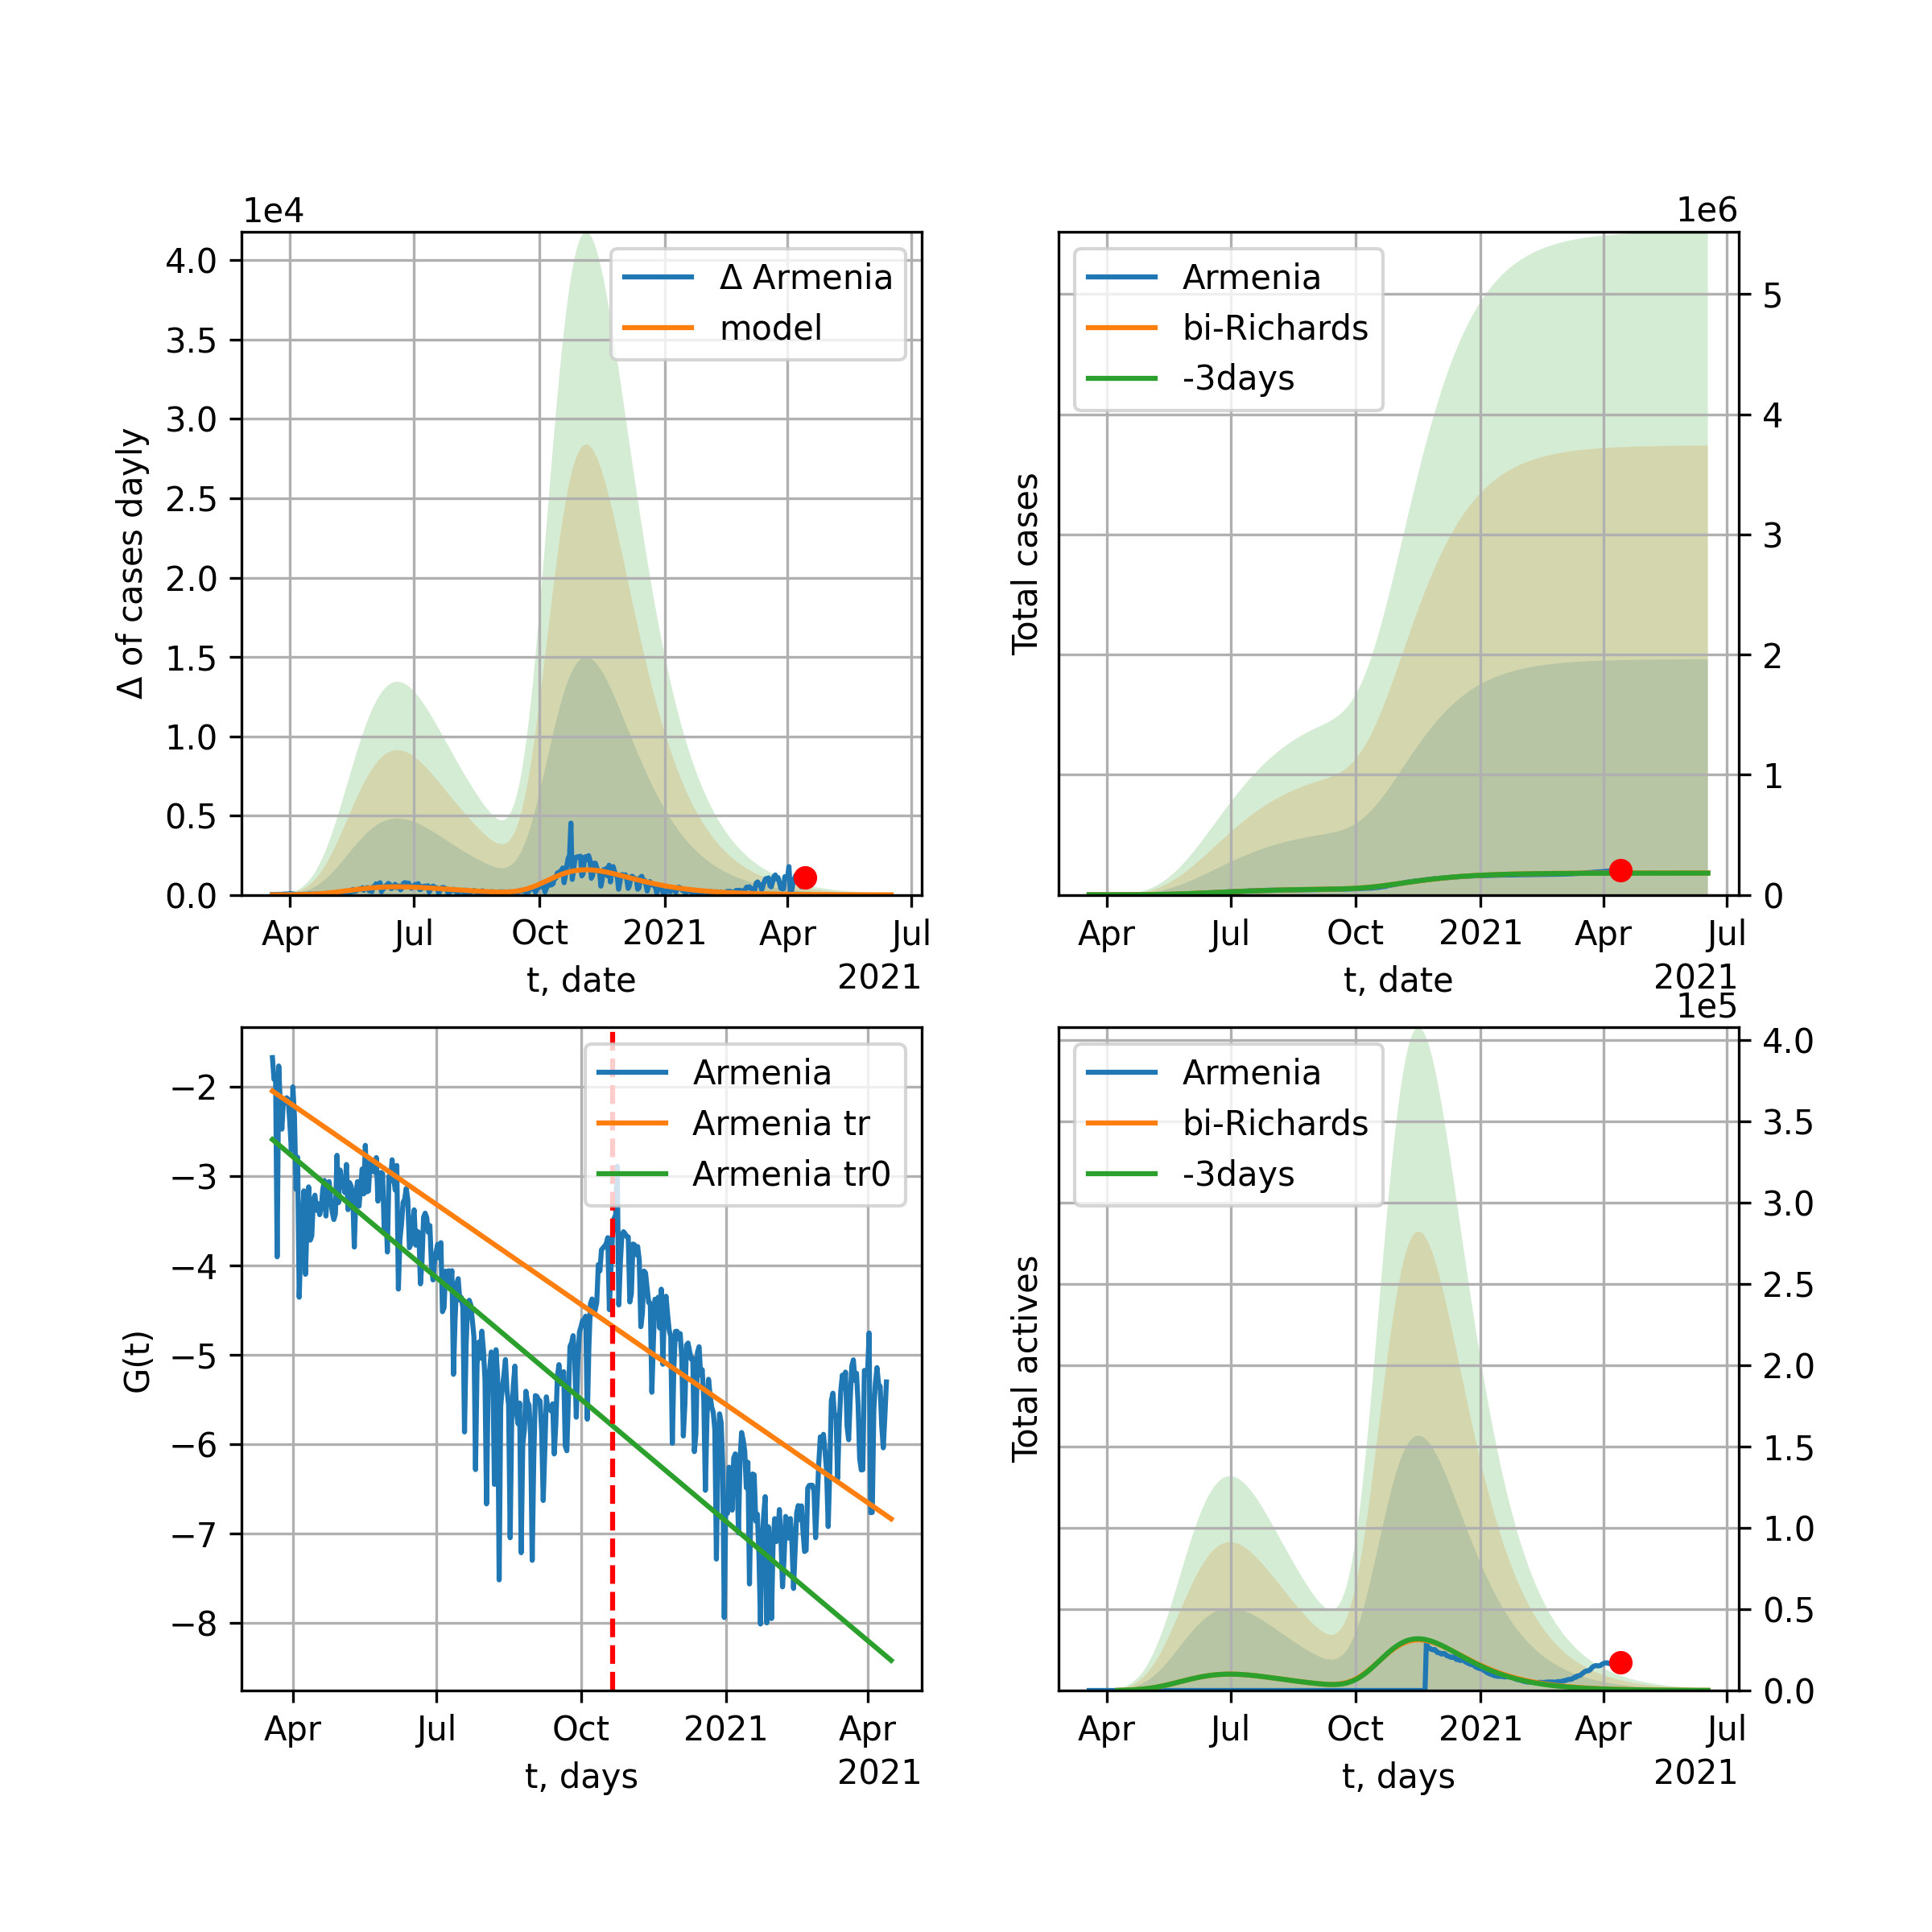 1e4
4.0
3.5
3.0
2.5
2.0
1.5
1.0
0.5
0.0
Δ of cases dayly
Δ Armenia
model
Apr Jul Oct 2021 Apr Jul
t, date
2021
1e6
5
4
3
2
1
0
Total cases
Armenia
bi-Richards
-3days
Apr Jul Oct 2021 Apr Jul
t, date
2021
−2
−3
−4
−5
−6
−7
−8
G(t)
Armenia
Armenia tr
Armenia tr0
Apr Jul Oct 2021 Apr
t, days
2021
1e5
4.0
3.5
3.0
2.5
2.0
1.5
1.0
0.5
0.0
Total actives
Armenia
bi-Richards
-3days
Apr Jul Oct 2021 Apr Jul
t, days
2021